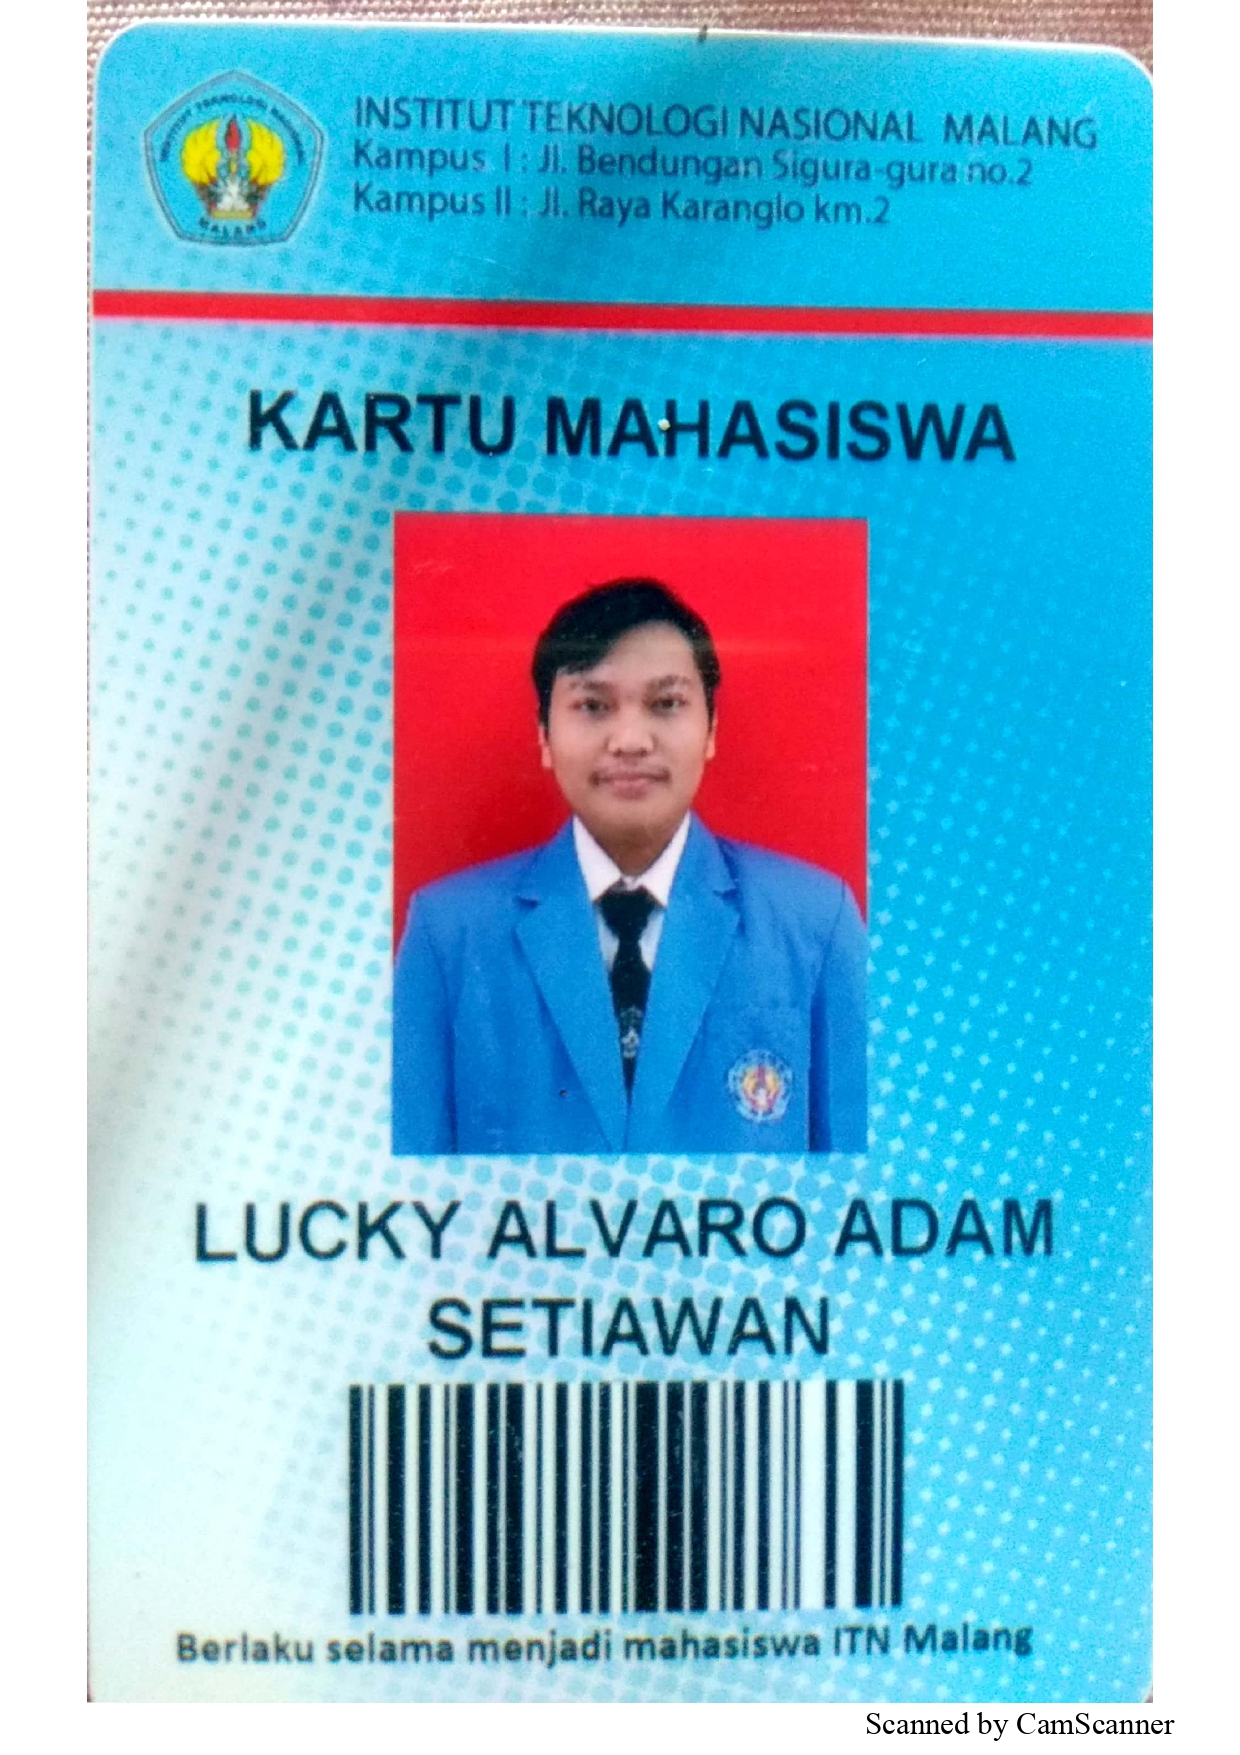 INSTITUT TEKNOLOGI NASIONAL MALANG
Kampus I : Jl. Bendungan Sigura-gura no.2
Kampus II : Jl. Raya Karanglo km.2
MALANG
KARTU MAHASISWA
LUCKY ALVARO ADAM
SETIAWAN
Berlaku selama menjadi mahasiswa ITN Malang
Scanned by CamScanner